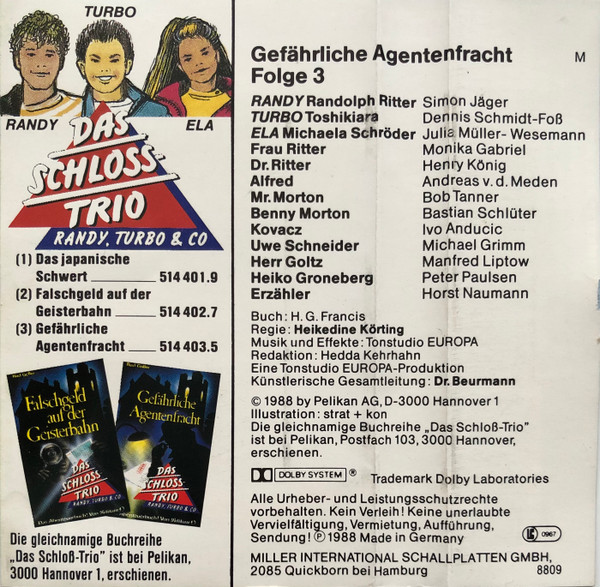 TURBO
RANDY
ELA
DAS
SCHLOSS-
TRIO
RANDY, TURBO & CO
(1) Das japanische
Schwert 514 401.9
(2) Falschgeld auf der
Geisterbahn 514 402.7
(3) Gefährliche
Agentenfracht 514 403.5
Falschgeld
auf der
Geisterbahn
DAS
SCHLOSS
TRIO
RANDY, TURBO & CO
Gefährliche
Agentenfracht
DAS
SCHLOSS
TRIO
RANDY, TURBO & CO
Die gleichnamige Buchreihe
„Das Schloß-Trio” ist bei Pelikan,
3000 Hannover 1, erschienen.
Gefährliche Agentenfracht M
Folge 3
RANDY Randolph Ritter Simon Jäger
TURBO Toshikiara Dennis Schmidt-Foß
ELA Michaela Schröder Julia Müller- Wesemann
Frau Ritter Monika Gabriel
Dr. Ritter Henry König
Alfred Andreas v. d. Meden
Mr. Morton Bob Tanner
Benny Morton Bastian Schlüter
Kovacz Ivo Anducic
Uwe Schneider Michael Grimm
Herr Goltz Manfred Liptow
Heiko Groneberg Peter Paulsen
Erzähler Horst Naumann
Buch: H. G. Francis
Regie: Heikedine Körting
Musik und Effekte: Tonstudio EUROPA
Redaktion: Hedda Kehrhahn
Eine Tonstudio EUROPA-Produktion
Künstlerische Gesamtleitung: Dr. Beurmann
© 1988 by Pelikan AG, D-3000 Hannover 1
Illustration: strat + kon
Die gleichnamige Buchreihe „Das Schloß-Trio”
ist bei Pelikan, Postfach 103, 3000 Hannover,
erschienen.
DOLBY SYSTEM ® Trademark Dolby Laboratories
Alle Urheber- und Leistungsschutzrechte
vorbehalten. Kein Verleih! Keine unerlaubte
Vervielfältigung, Vermietung, Aufführung,
Sendung! ℗ 1988 Made in Germany
LC 0967
MILLER INTERNATIONAL SCHALLPLATTEN GMBH,
2085 Quickborn bei Hamburg 8809